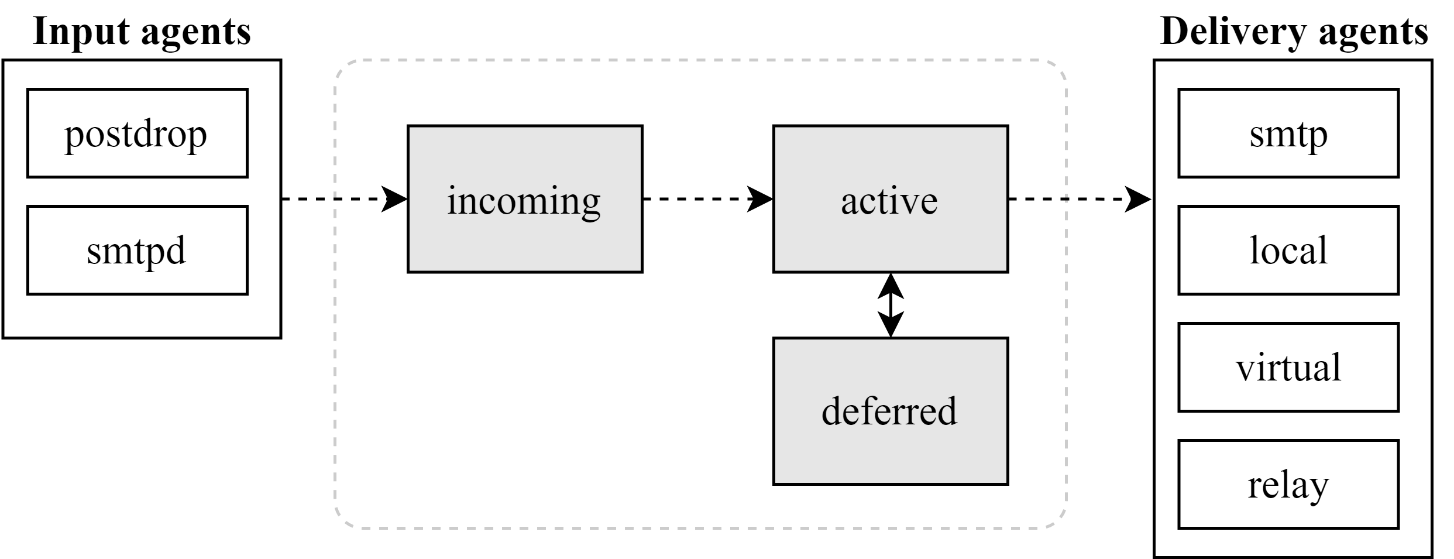 Input agents
postdrop
smtpd
incoming
active
deferred
Delivery agents
smtp
local
virtual
relay